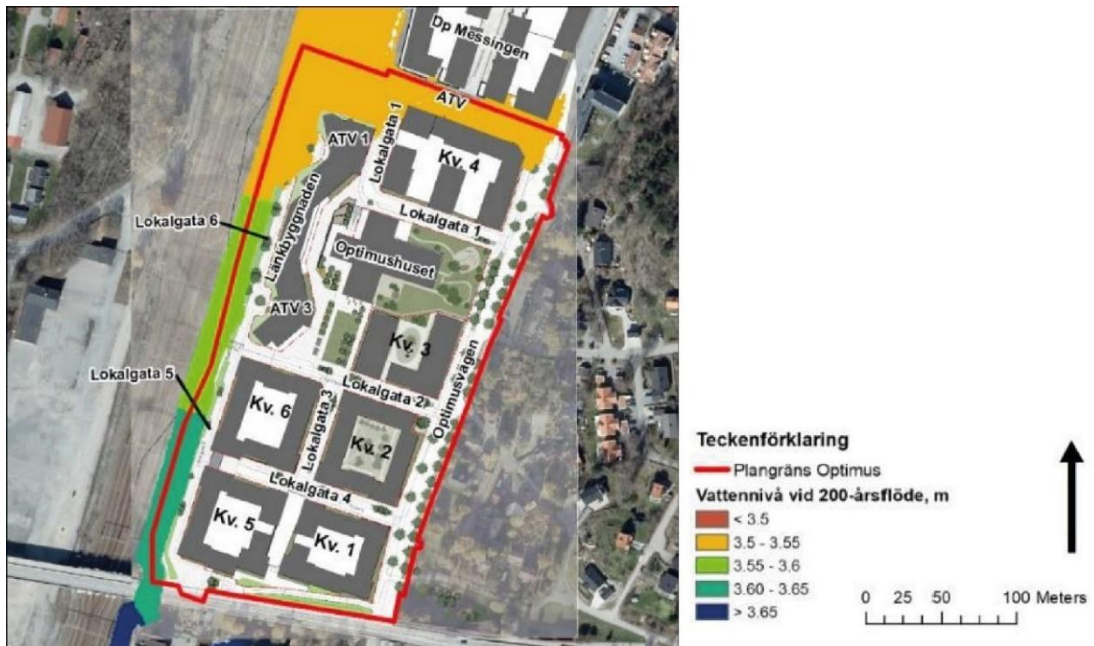 Dp Messingen
ATV
ATV 1
Lokalgata 1
Kv. 4
Lokalgata 6
Länkbyggnaden
Lokalgata 1
Optimushuset
ATV 3
Kv. 3
Optimusvägen
Lokalgata 5
Lokalgata 2
Kv. 6
Lokalgata 3
Kv. 2
Lokalgata 4
Kv. 5
Kv. 1
Teckenförklaring
Plangräns Optimus
Vattennivå vid 200-årsflöde, m
< 3.5
3.5 - 3.55
3.55 - 3.6
3.60 - 3.65
> 3.65
0 25 50 100 Meters